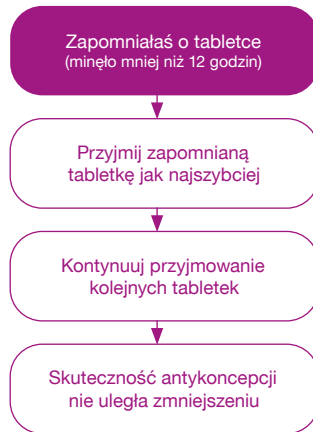 Zapomniałaś o tabletce
(minęło mniej niż 12 godzin)
Przyjmij zapomnianą
tabletkę jak najszybciej
Kontynuuj przyjmowanie
kolejnych tabletek
Skuteczność antykoncepcji
nie uległa zmniejszeniu